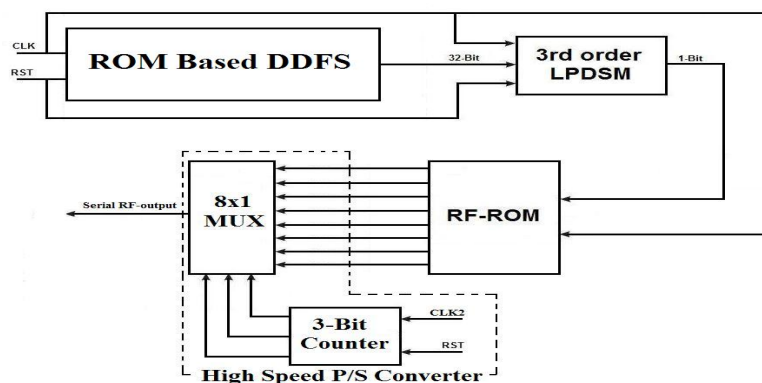 CLK
RST
ROM Based DDFS
32-Bit
3rd order
LPDSM
1-Bit
Serial RF-output
8x1
MUX
RF-ROM
3-Bit
Counter
CLK2
RST
High Speed P/S Converter